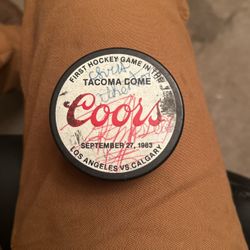 FIRST HOCKEY GAME IN THE
TACOMA DOME
Coors
SEPTEMBER 27, 1983
LOS ANGELES VS CALGARY